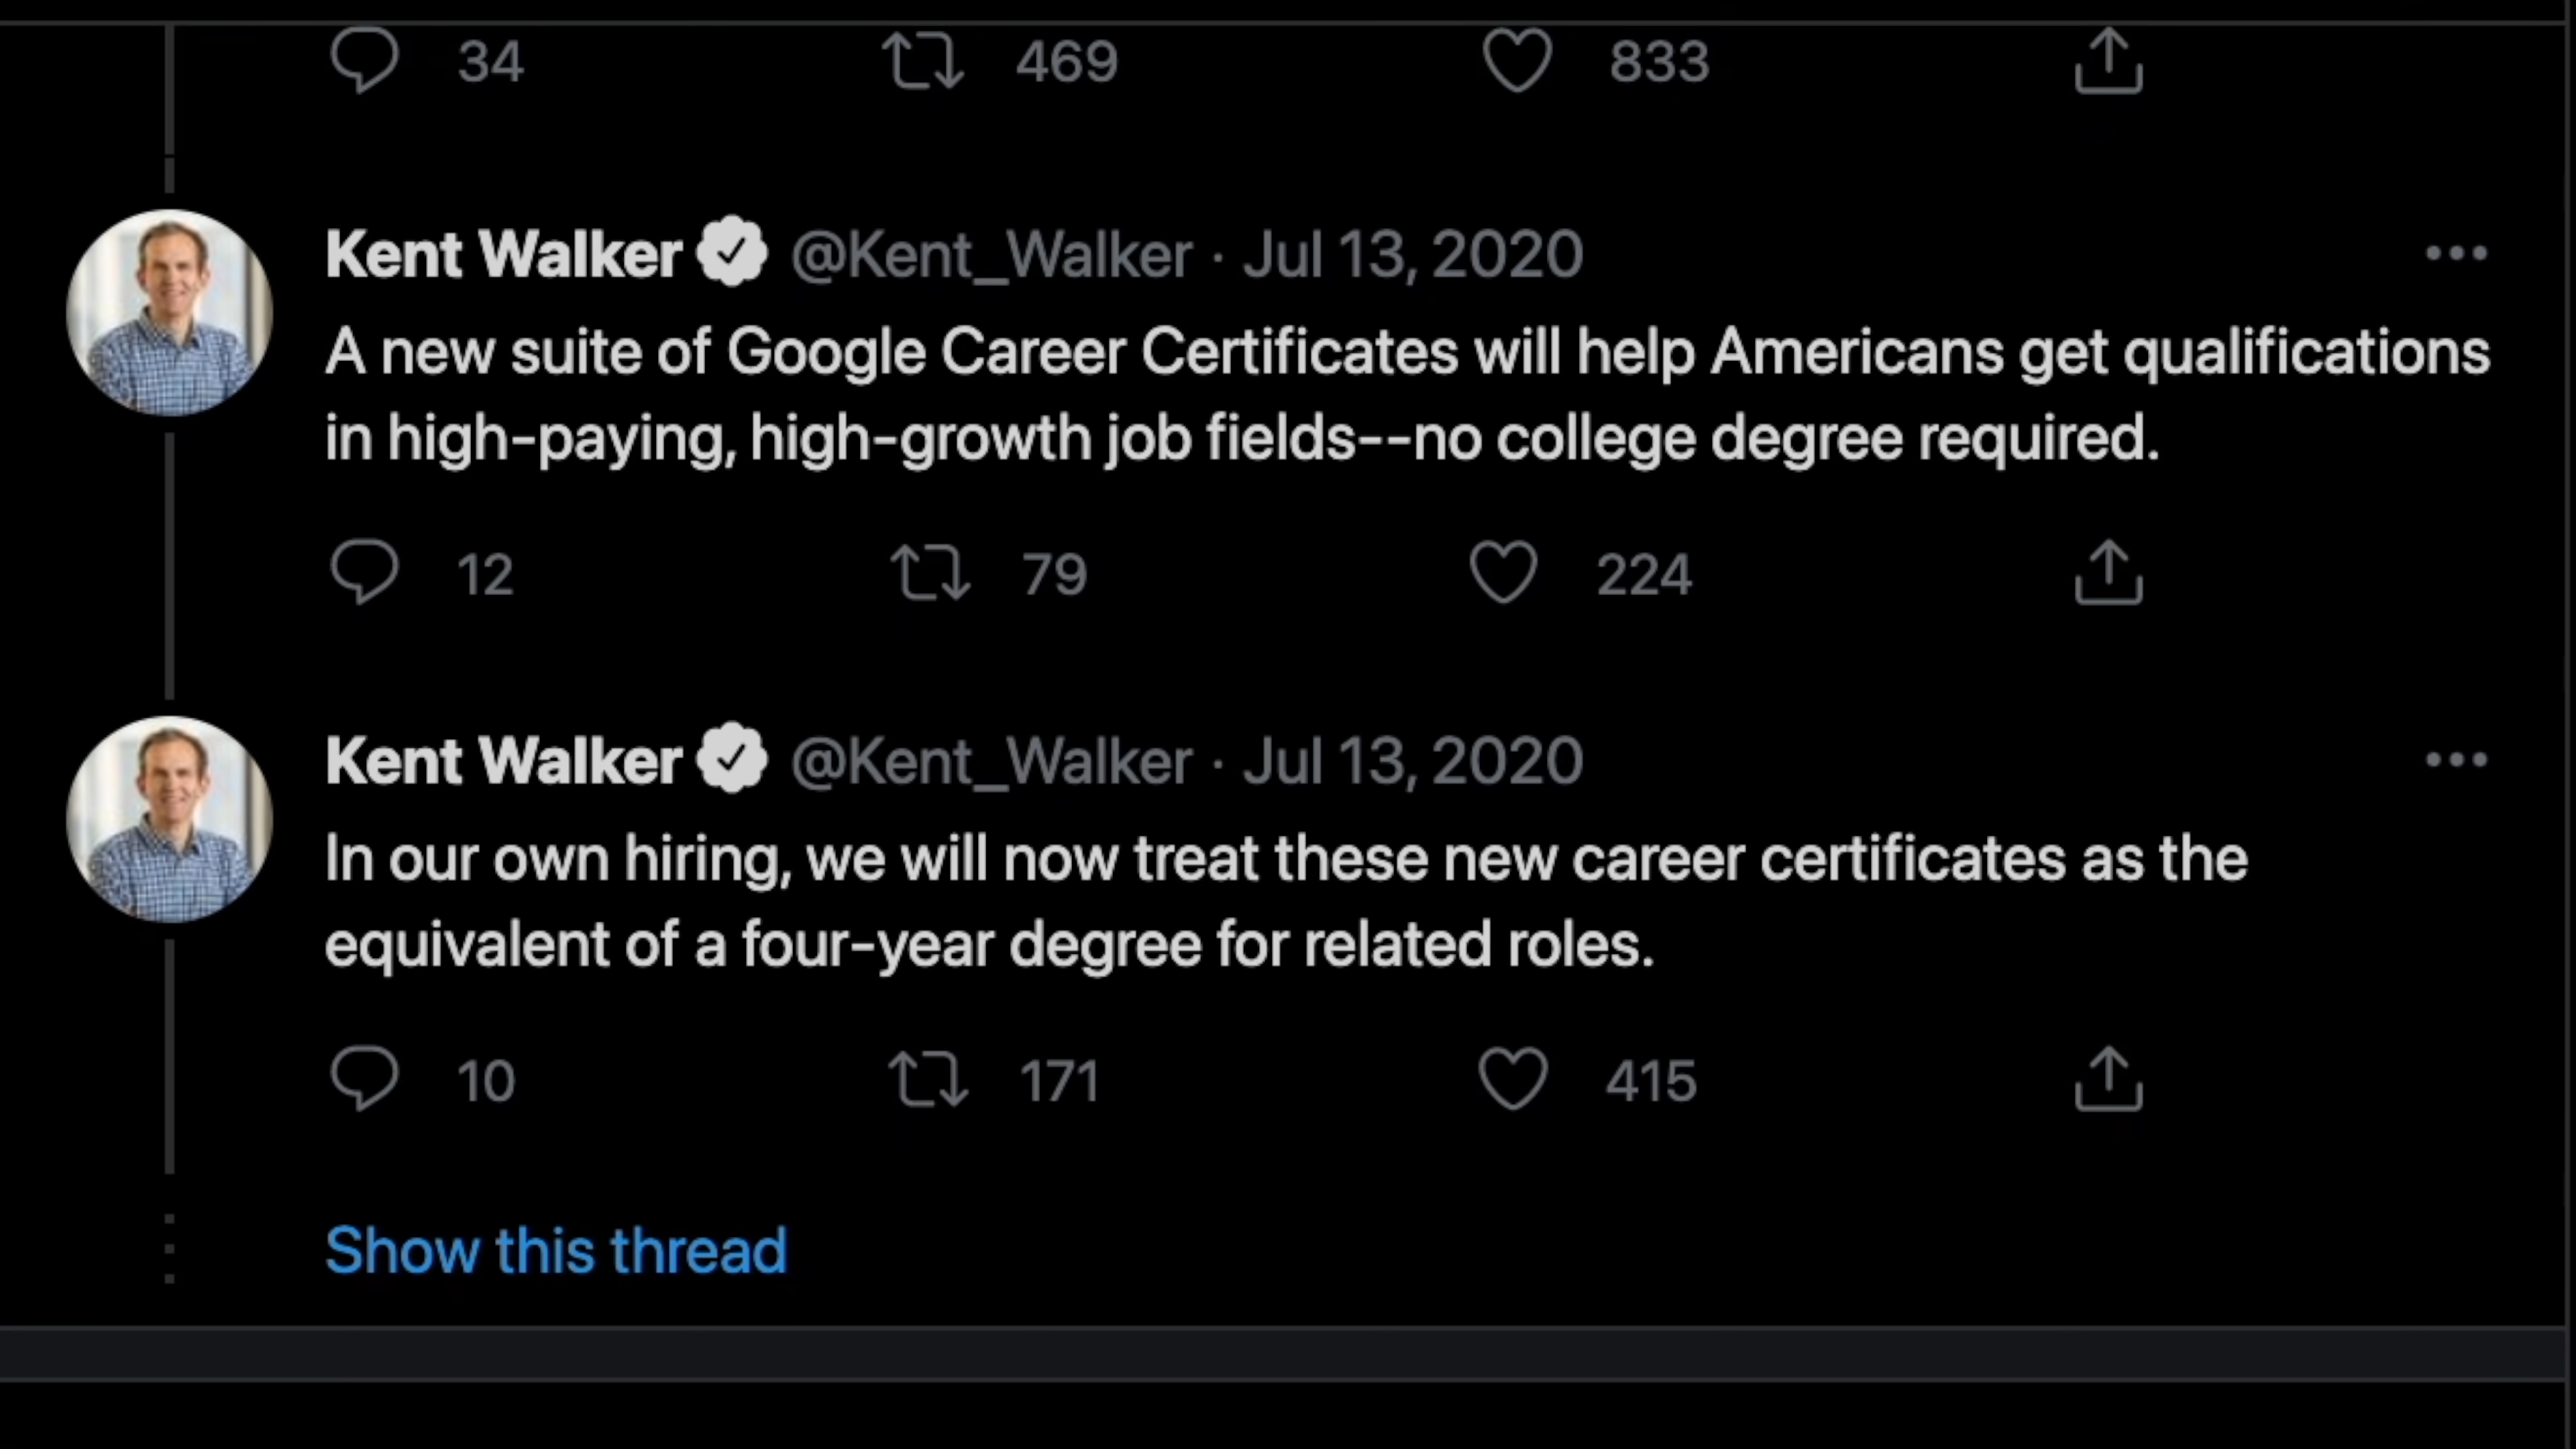 34 469 833
Kent Walker @Kent_Walker · Jul 13, 2020
A new suite of Google Career Certificates will help Americans get qualifications
in high-paying, high-growth job fields--no college degree required.
12 79 224
Kent Walker @Kent_Walker · Jul 13, 2020
In our own hiring, we will now treat these new career certificates as the
equivalent of a four-year degree for related roles.
10 171 415
Show this thread